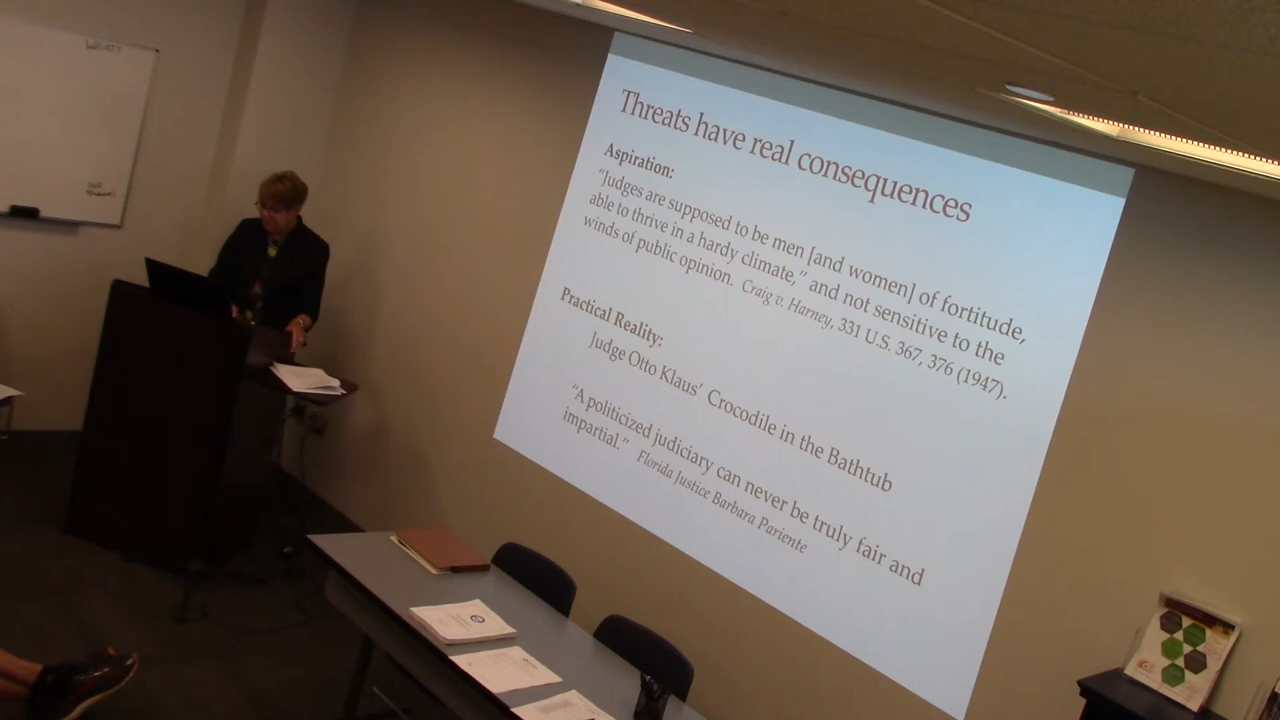 Threats have real consequences
Aspiration:
“Judges are supposed to be men [and women] of fortitude,
able to thrive in a hardy climate,” and not sensitive to the
winds of public opinion. Craig v. Harney, 331 U.S. 367, 376 (1947).
Practical Reality:
Judge Otto Klaus’ Crocodile in the Bathtub
“A politicized judiciary can never be truly fair and
impartial.” Florida Justice Barbara Pariente